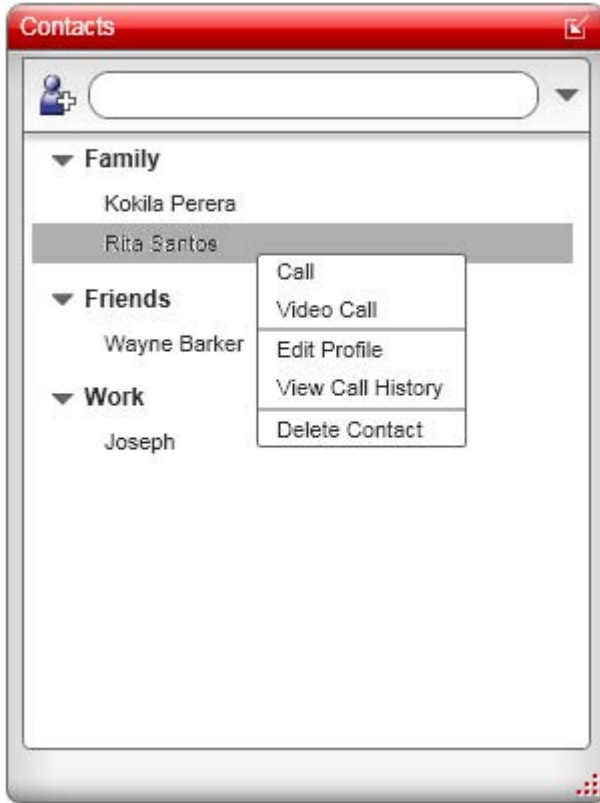 Contacts
Family
Kokila Perera
Rita Santos
Call
Video Call
Friends
Wayne Barker
Edit Profile
View Call History
Work
Delete Contact
Joseph